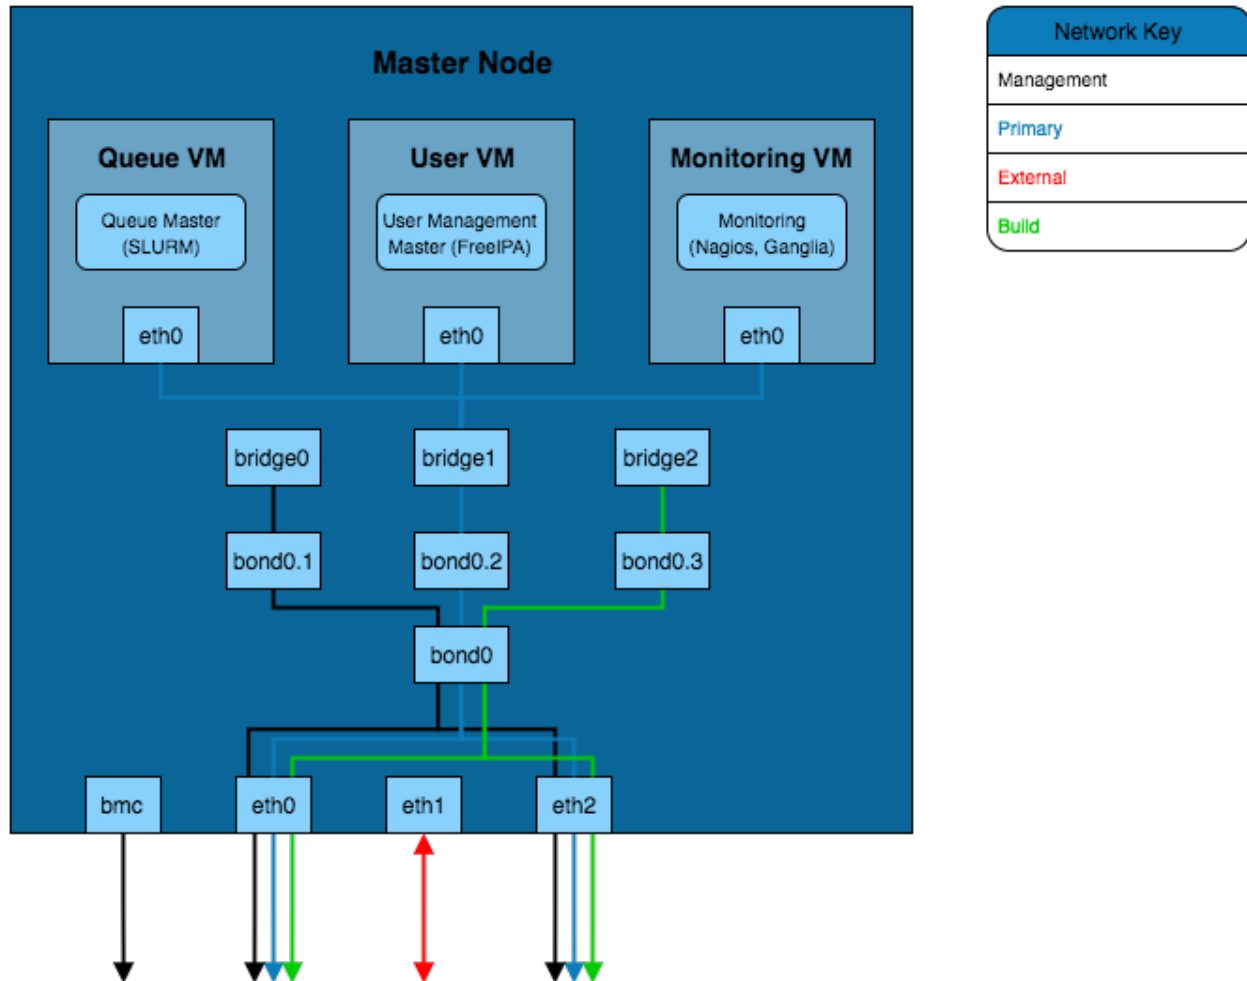 Master Node
Network Key
Management
Primary
External
Build
Queue VM
Queue Master
(SLURM)
eth0
User VM
User Management
Master (FreeIPA)
eth0
Monitoring VM
Monitoring
(Nagios, Ganglia)
eth0
bridge0
bridge1
bridge2
bond0.1
bond0.2
bond0.3
bond0
bmc
eth0
eth1
eth2